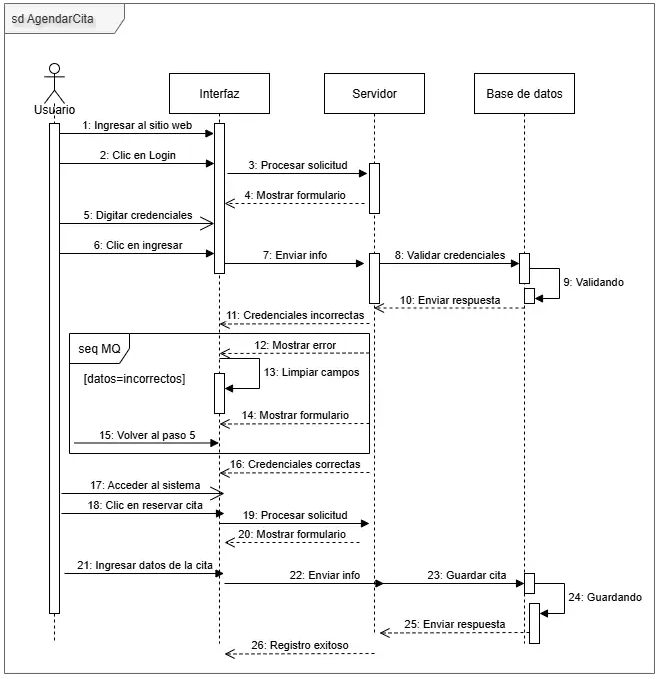 sd AgendarCita
Usuario
Interfaz
Servidor
Base de datos
1: Ingresar al sitio web
2: Clic en Login
3: Procesar solicitud
4: Mostrar formulario
5: Digitar credenciales
6: Clic en ingresar
7: Enviar info
8: Validar credenciales
9: Validando
10: Enviar respuesta
11: Credenciales incorrectas
seq MQ
12: Mostrar error
[datos=incorrectos]
13: Limpiar campos
14: Mostrar formulario
15: Volver al paso 5
16: Credenciales correctas
17: Acceder al sistema
18: Clic en reservar cita
19: Procesar solicitud
20: Mostrar formulario
21: Ingresar datos de la cita
22: Enviar info
23: Guardar cita
24: Guardando
25: Enviar respuesta
26: Registro exitoso